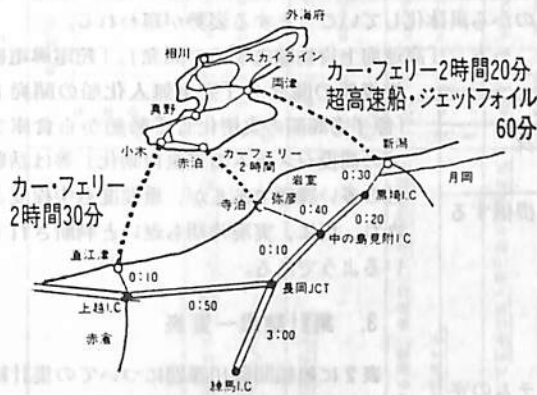 外海府
相川
スカイライン
両津
カー・フェリー2時間20分
超高速船・ジェットフォイル
60分
真野
小木
赤泊
カーフェリー
2時間
新潟
0:30
月岡
岩室
弥彦
寺泊
黒埼I.C
0:40
0:20
カー・フェリー
2時間30分
中の島見附I.C
0:10
直江津
0:10
長岡JCT
上越I.C
0:50
赤倉
3:00
練馬I.C